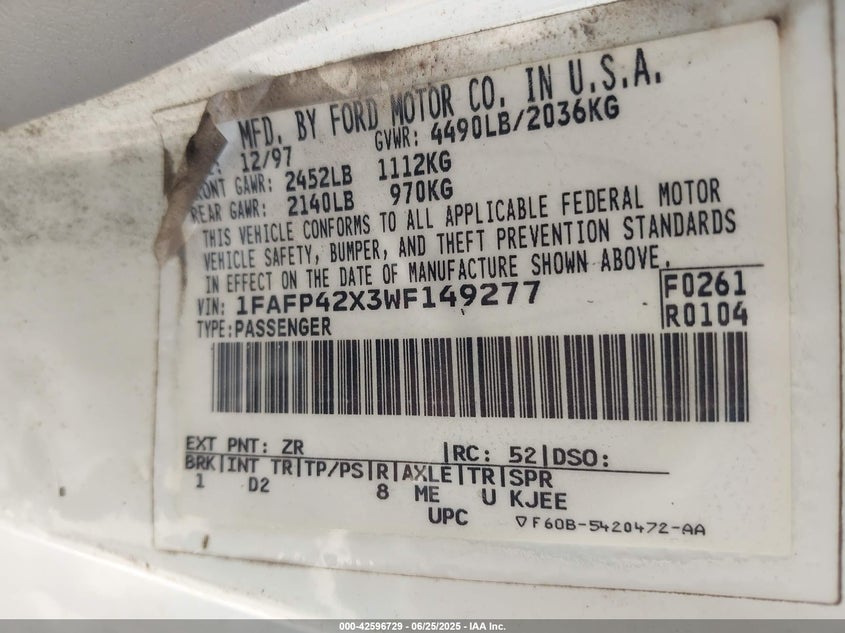 MFD. BY FORD MOTOR CO. IN U.S.A.
12/97 GVWR: 4490LB/2036KG
FRONT GAWR: 2452LB 1112KG
REAR GAWR: 2140LB 970KG
THIS VEHICLE CONFORMS TO ALL APPLICABLE FEDERAL MOTOR
VEHICLE SAFETY, BUMPER, AND THEFT PREVENTION STANDARDS
IN EFFECT ON THE DATE OF MANUFACTURE SHOWN ABOVE.
VIN: 1FAFP42X3WF149277 F0261
TYPE:PASSENGER R0104
EXT PNT: ZR |RC: 52|DSO:
BRK|INT TR|TP/PS|R|AXLE|TR|SPR
1 D2 8 ME U KJEE
UPC ▽F60B-5420472-AA
000-42596729 - 06/25/2025 - IAA Inc.